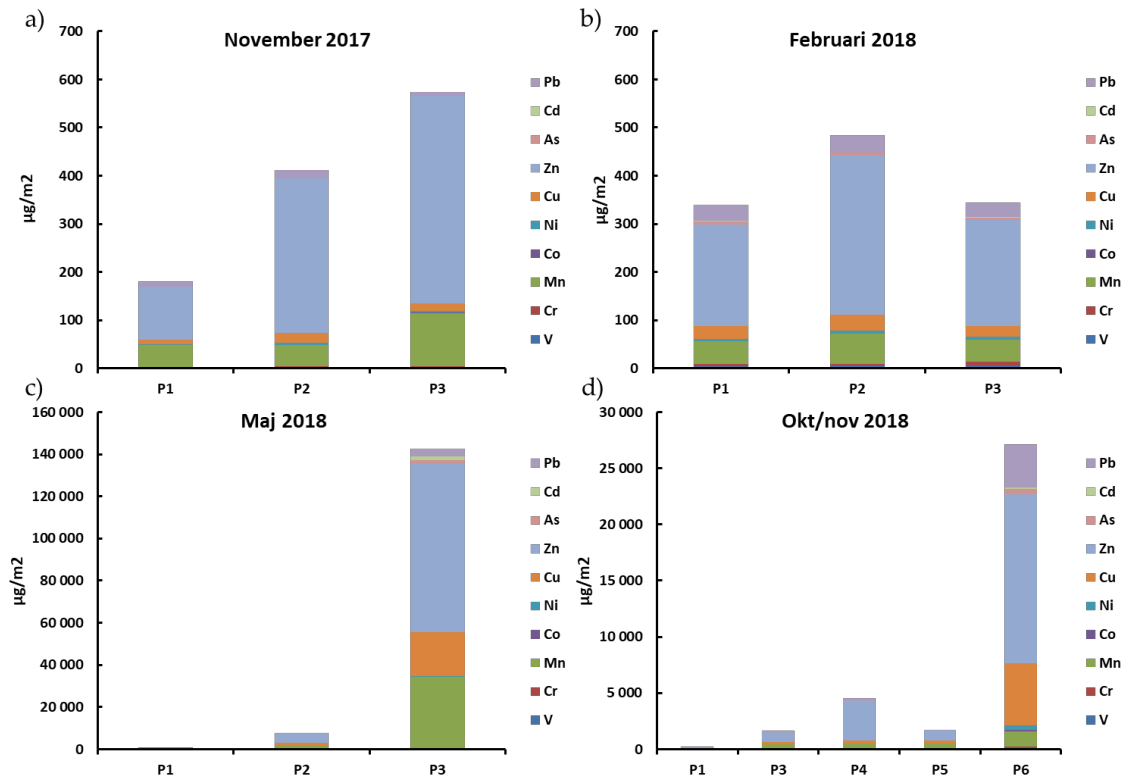 a)
November 2017
700
600
500
400
300
200
100
0
µg/m2
P1 P2 P3
Pb
Cd
As
Zn
Cu
Ni
Co
Mn
Cr
V
b)
Februari 2018
700
600
500
400
300
200
100
0
µg/m2
P1 P2 P3
Pb
Cd
As
Zn
Cu
Ni
Co
Mn
Cr
V
c)
Maj 2018
160 000
140 000
120 000
100 000
80 000
60 000
40 000
20 000
0
µg/m2
P1 P2 P3
Pb
Cd
As
Zn
Cu
Ni
Co
Mn
Cr
V
d)
Okt/nov 2018
30 000
25 000
20 000
15 000
10 000
5 000
0
µg/m2
P1 P3 P4 P5 P6
Pb
Cd
As
Zn
Cu
Ni
Co
Mn
Cr
V